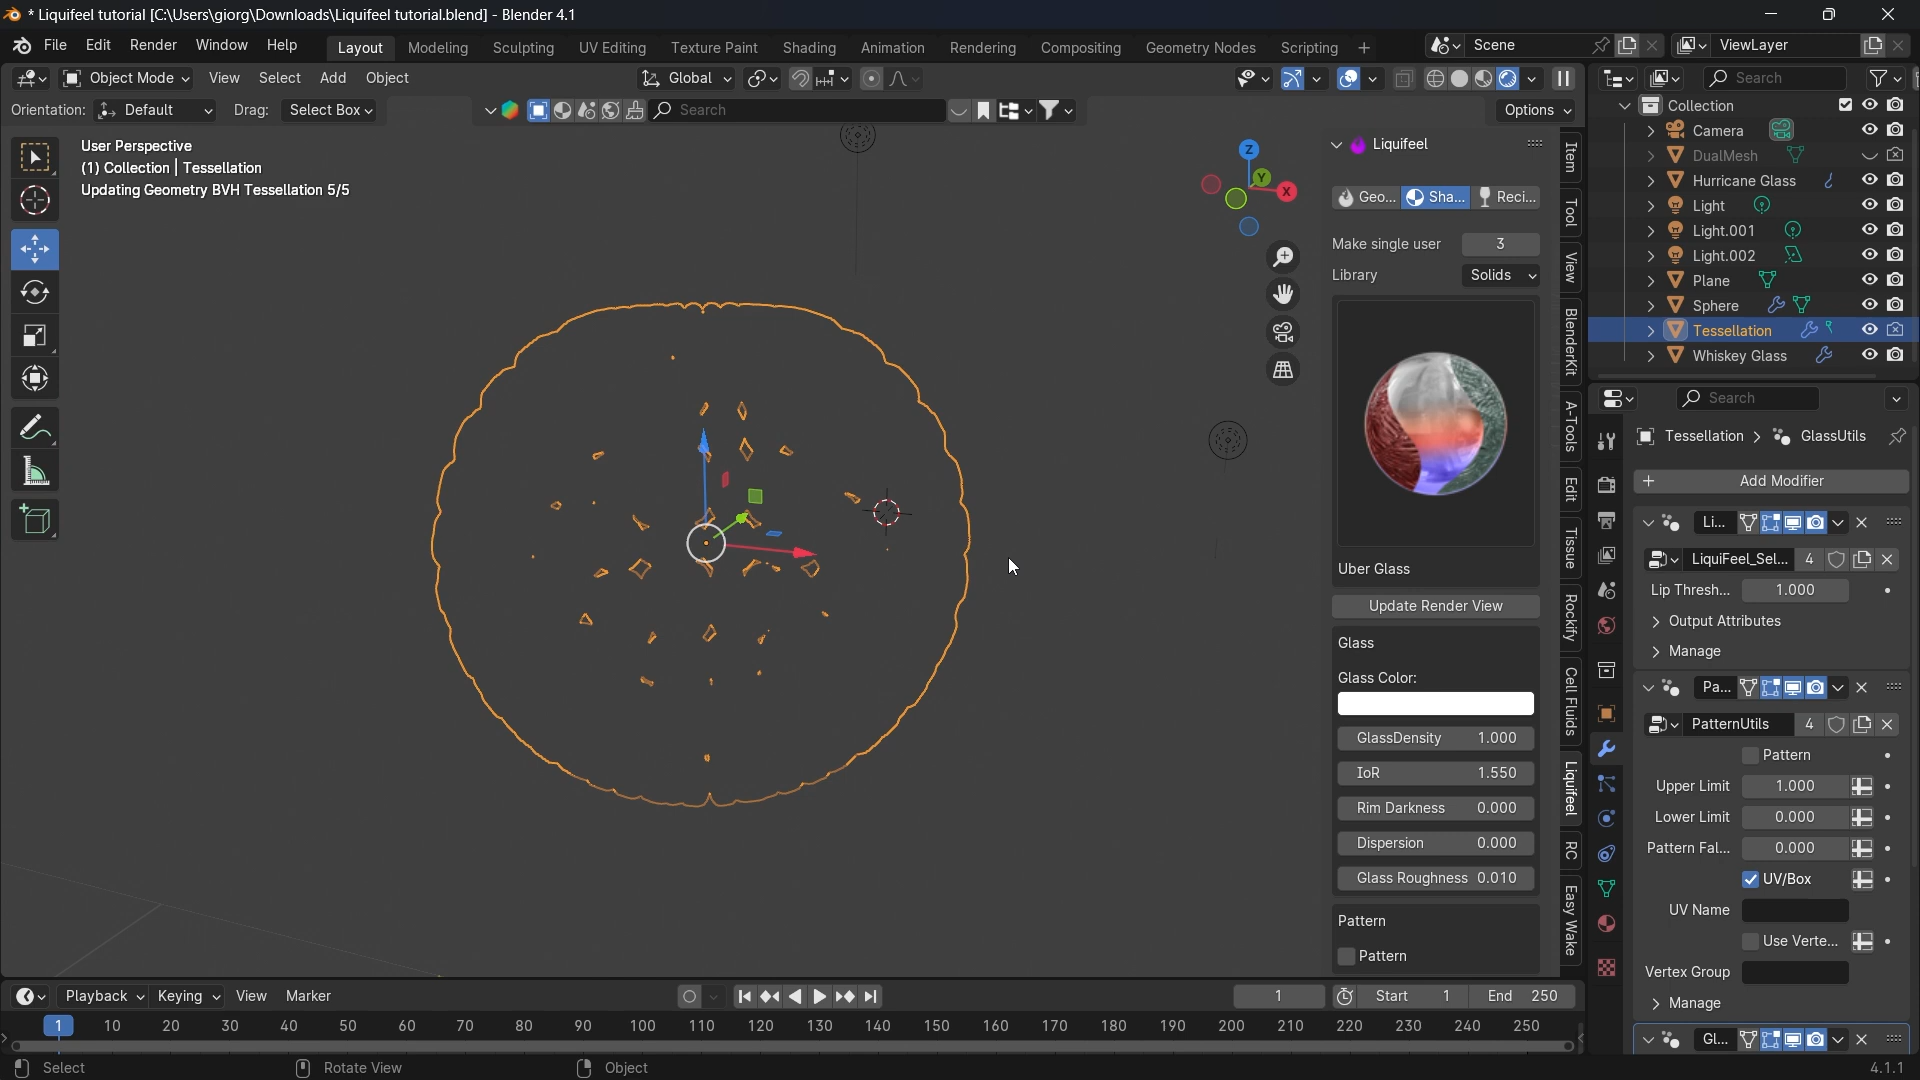 * Liquifeel tutorial [C:\Users\giorg\Downloads\Liquifeel tutorial.blend] - Blender 4.1
File Edit Render Window Help Layout Modeling Sculpting UV Editing Texture Paint Shading Animation Rendering Compositing Geometry Nodes Scripting + Scene ViewLayer
Object Mode View Select Add Object Global Search
Orientation: Default Drag: Select Box Search Options
User Perspective
(1) Collection | Tessellation
Updating Geometry BVH Tessellation 5/5
Z
Y
X
Liquifeel
Geo... Sha... Reci...
Make single user 3
Library Solids
Uber Glass
Update Render View
Glass
Glass Color:
GlassDensity 1.000
IoR 1.550
Rim Darkness 0.000
Dispersion 0.000
Glass Roughness 0.010
Pattern
Pattern
Item
Tool
View
BlenderKit
A-Tools
Edit
Tissue
Rockify
Cell Fluids
Liquifeel
RC
Easy Wake
Collection
Camera
DualMesh
Hurricane Glass
Light
Light.001
Light.002
Plane
Sphere
Tessellation
Whiskey Glass
Search
Tessellation GlassUtils
Add Modifier
Li...
LiquiFeel_Sel... 4
Lip Thresh... 1.000
Output Attributes
Manage
Pa...
PatternUtils 4
Pattern
Upper Limit 1.000
Lower Limit 0.000
Pattern Fal... 0.000
UV/Box
UV Name
Use Verte...
Vertex Group
Manage
Gl...
Playback Keying View Marker 1 Start 1 End 250
1 10 20 30 40 50 60 70 80 90 100 110 120 130 140 150 160 170 180 190 200 210 220 230 240 250
Select Rotate View Object 4.1.1